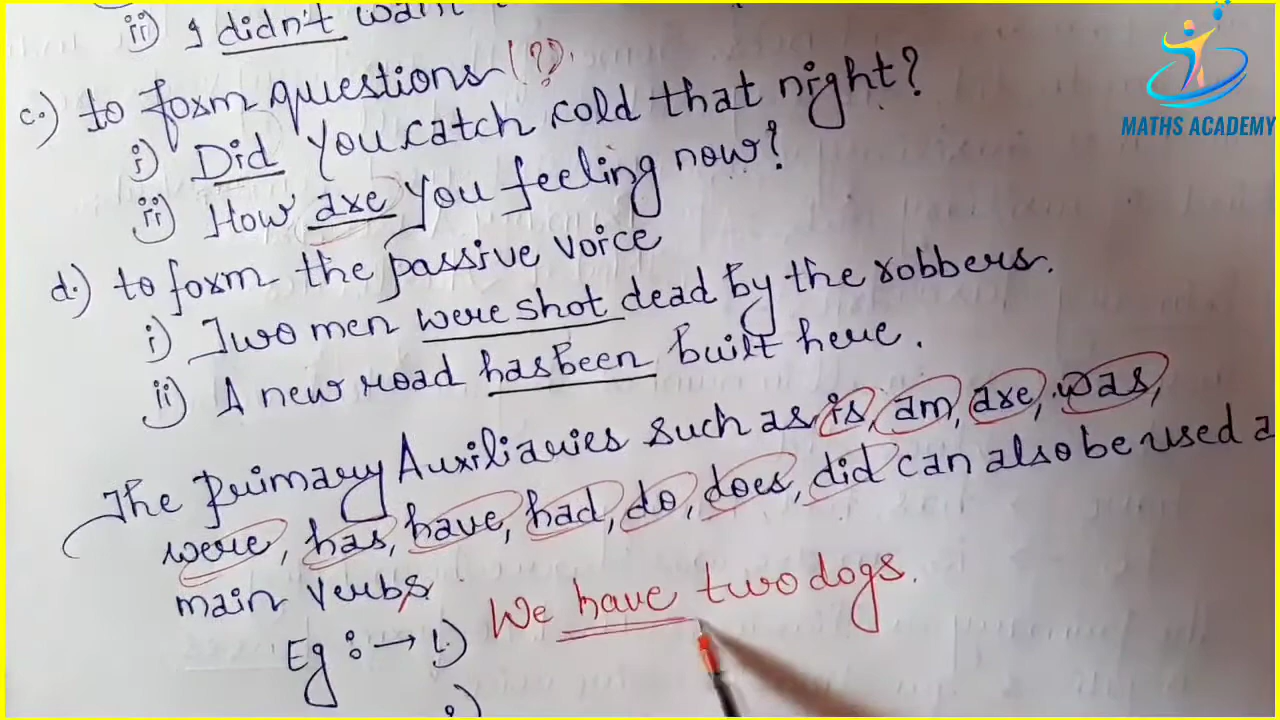 ii) I didn't want
c.) to form questions (?).
i) Did you catch cold that night?
ii) How are you feeling now?
d.) to form the passive voice
i) Two men were shot dead by the robbers.
ii) A new road has been built here.
The primary Auxiliaries such as is, am, are, was,
were, has, have, had, do, does, did can also be used a
main verbs
Eg :→ 1.) We have two dogs.
MATHS ACADEMY